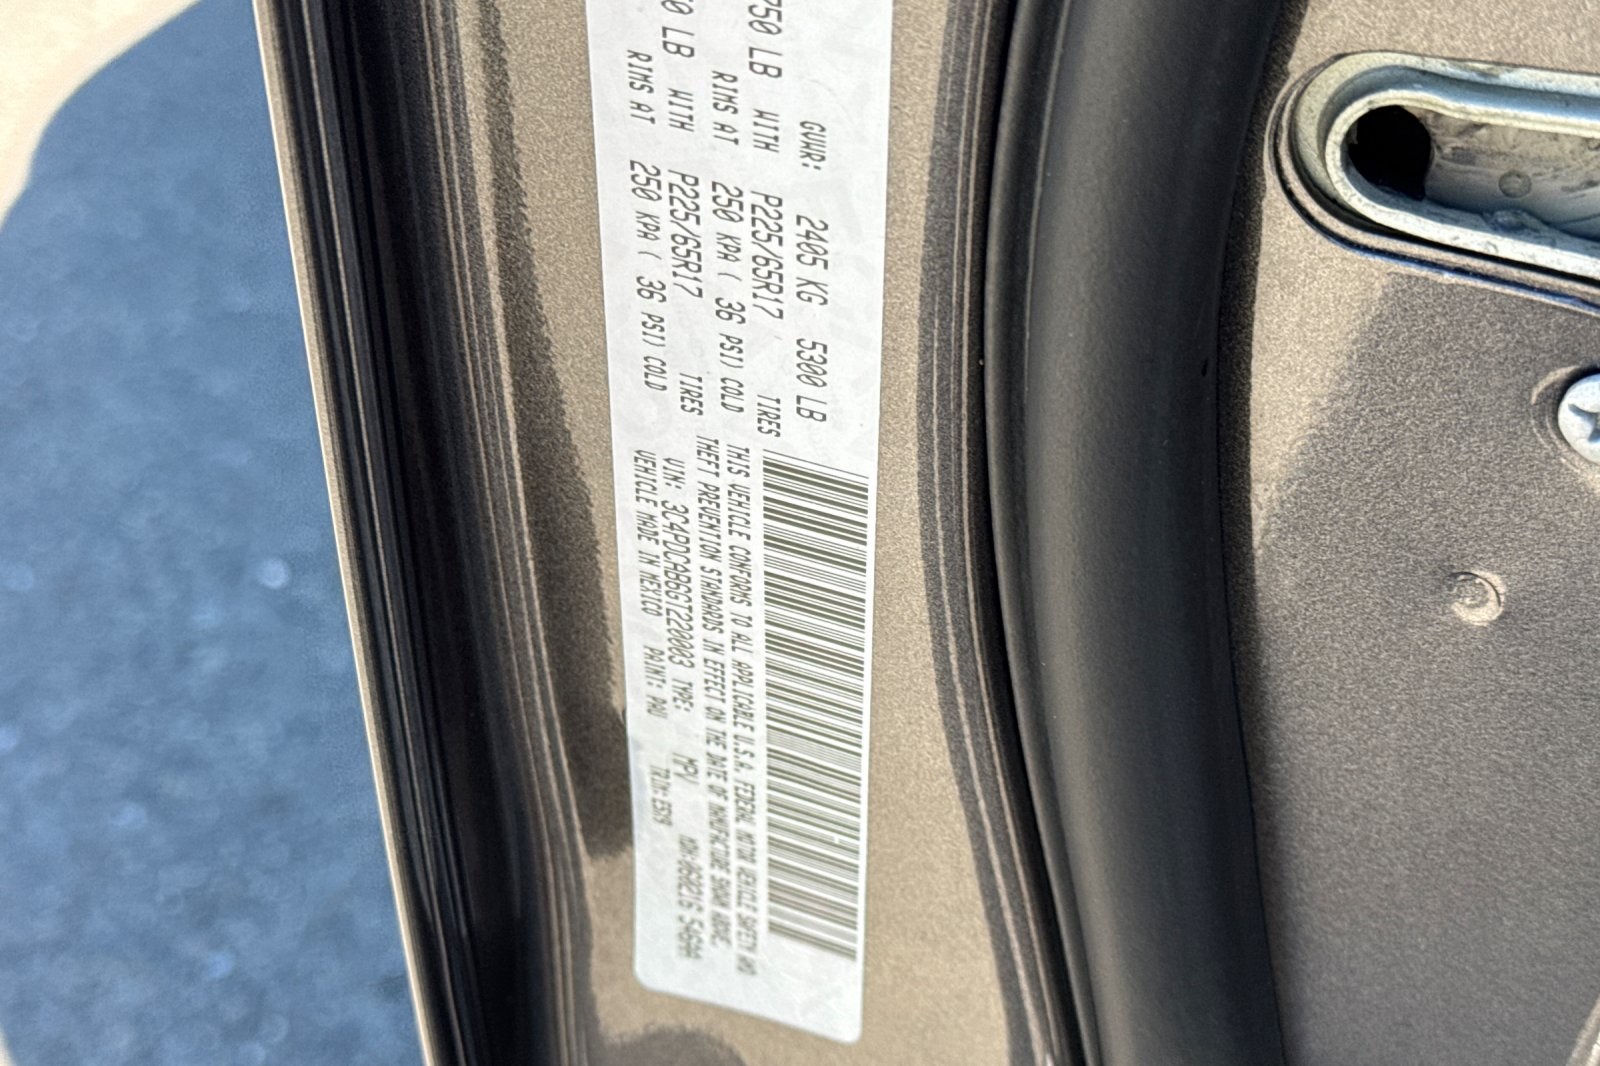 GVWR: 2405 KG 5300 LB
750 LB WITH P225/65R17 TIRES
RIMS AT 250 KPA ( 36 PSI) COLD
50 LB WITH P225/65R17 TIRES
RIMS AT 250 KPA ( 36 PSI) COLD
THIS VEHICLE CONFORMS TO ALL APPLICABLE U.S.A. FEDERAL MOTOR VEHICLE SAFETY AND
THEFT PREVENTION STANDARDS IN EFFECT ON THE DATE OF MANUFACTURE SHOWN ABOVE.
VIN: 3C4PDCAB6GT220003 TYPE: MPV
VEHICLE MADE IN MEXICO PAINT: PAU TRIM: